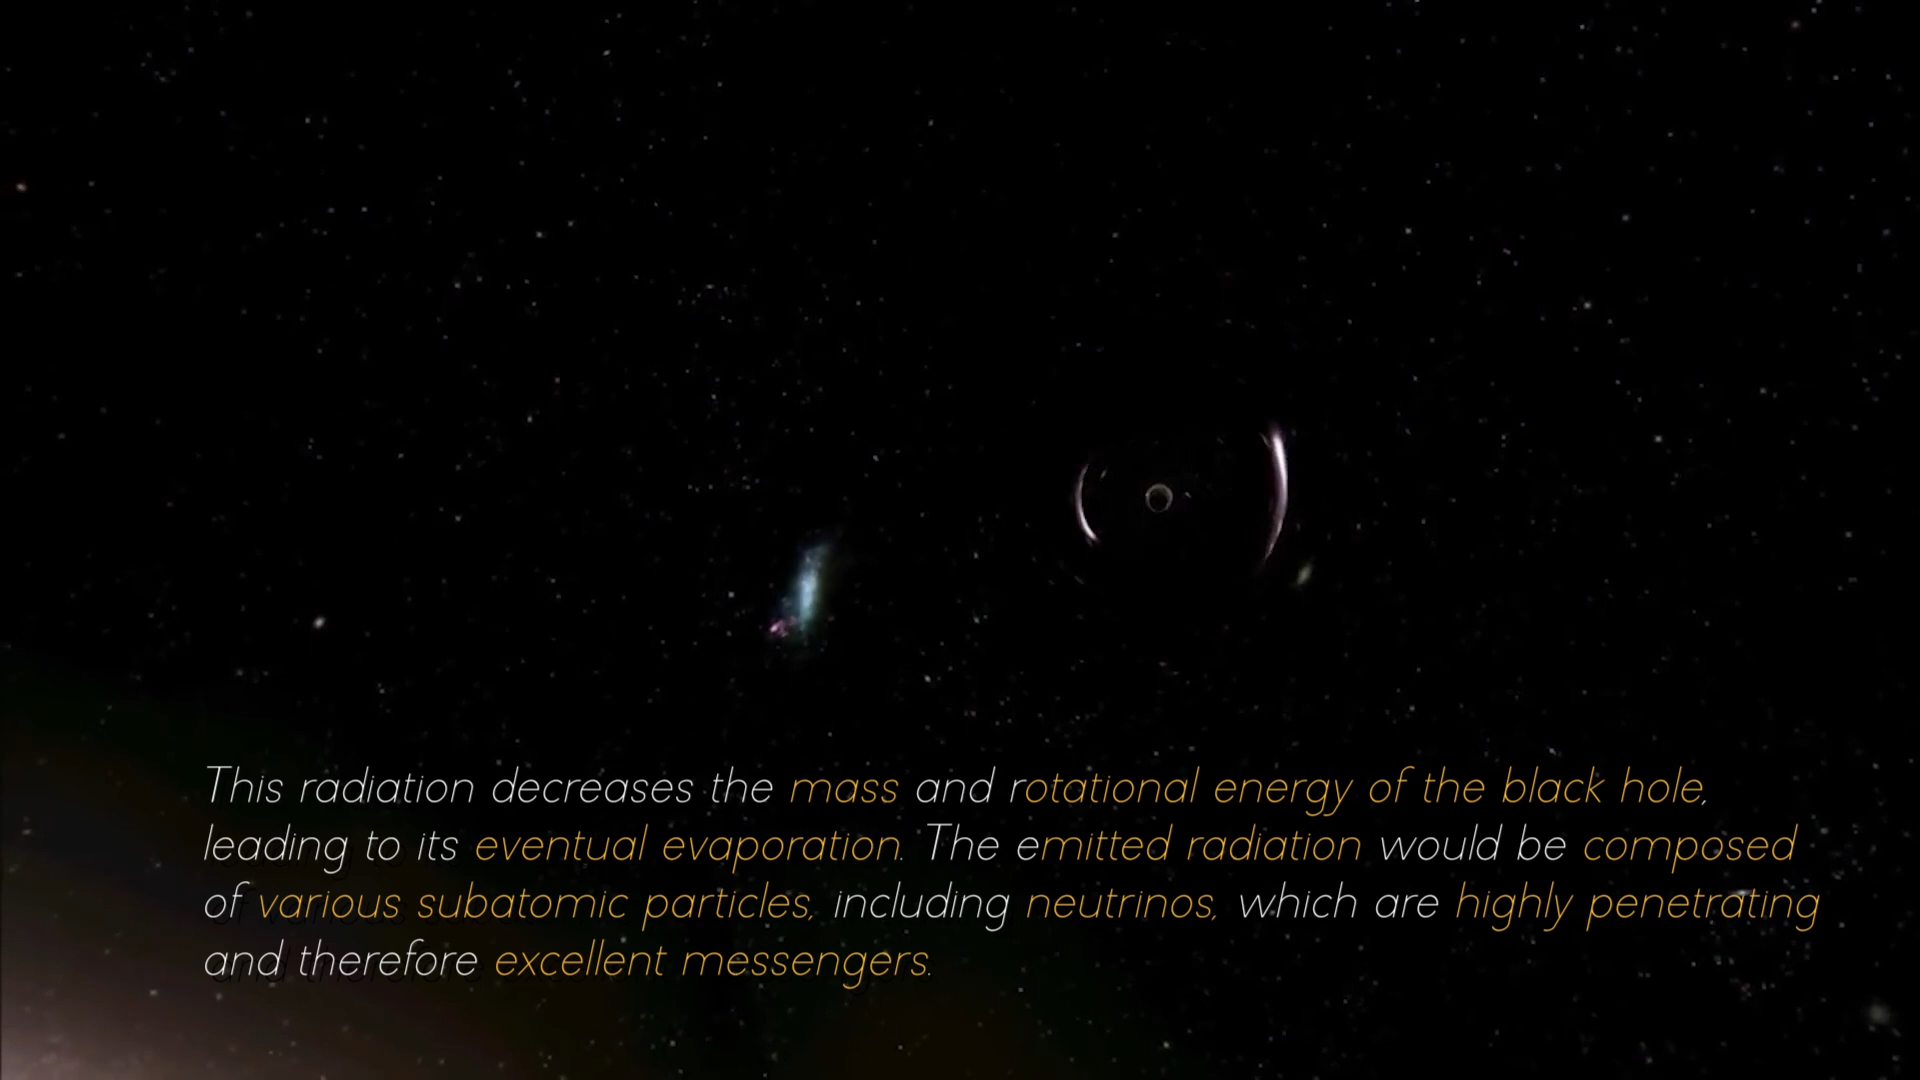 This radiation decreases the mass and rotational energy of the black hole,
leading to its eventual evaporation. The emitted radiation would be composed
of various subatomic particles, including neutrinos, which are highly penetrating
and therefore excellent messengers.